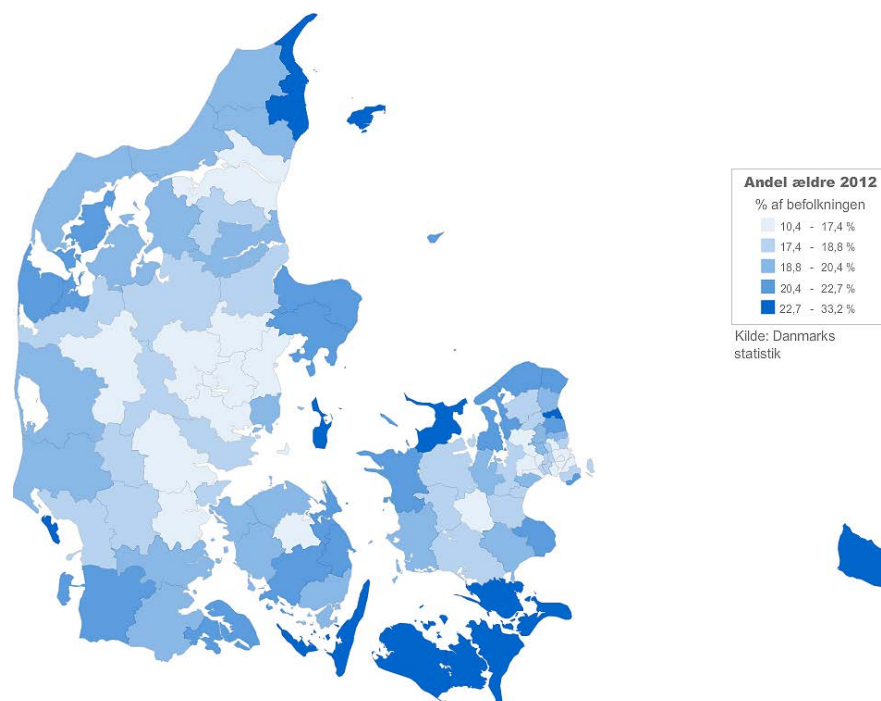 Andel ældre 2012
% af befolkningen
10,4 - 17,4 %
17,4 - 18,8 %
18,8 - 20,4 %
20,4 - 22,7 %
22,7 - 33,2 %
Kilde: Danmarks
statistik